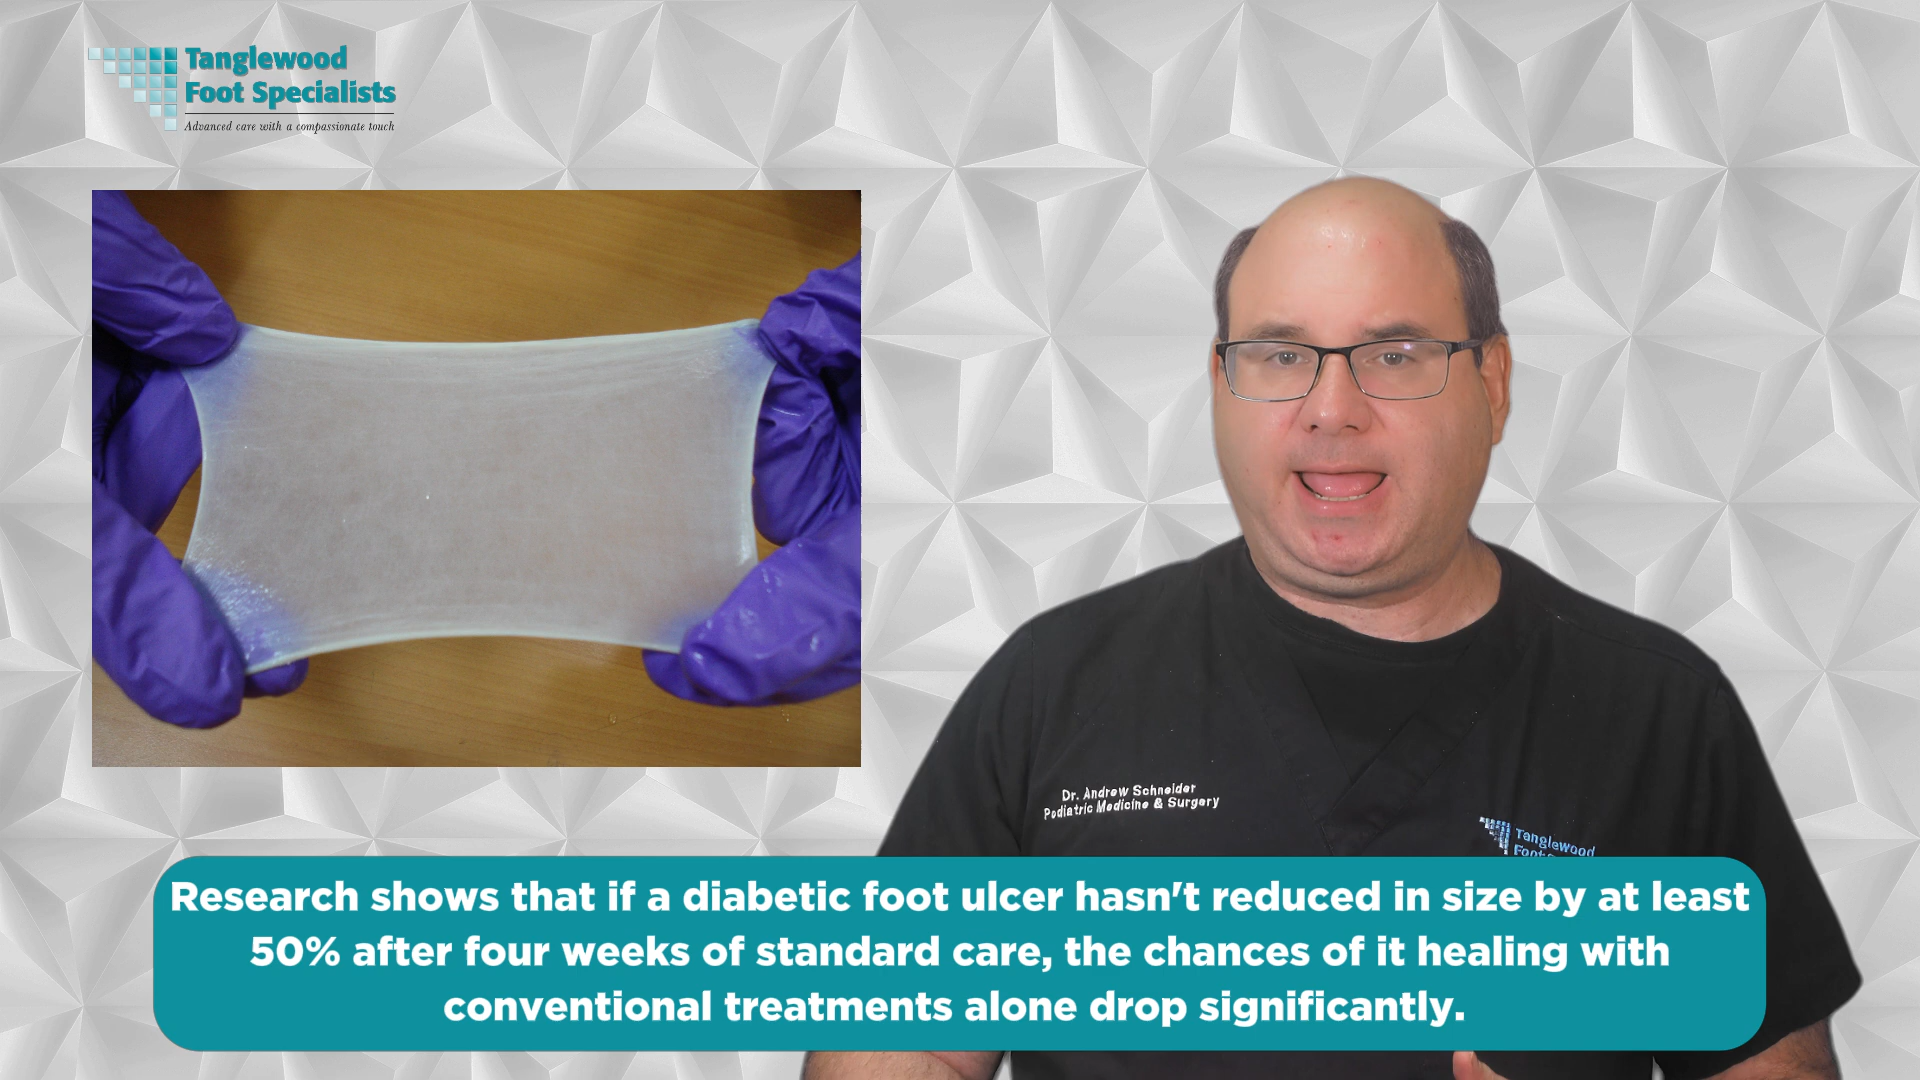 Tanglewood
Foot Specialists
Advanced care with a compassionate touch
Dr. Andrew Schneider
Podiatric Medicine & Surgery
Tanglewood
Research shows that if a diabetic foot ulcer hasn't reduced in size by at least
50% after four weeks of standard care, the chances of it healing with
conventional treatments alone drop significantly.